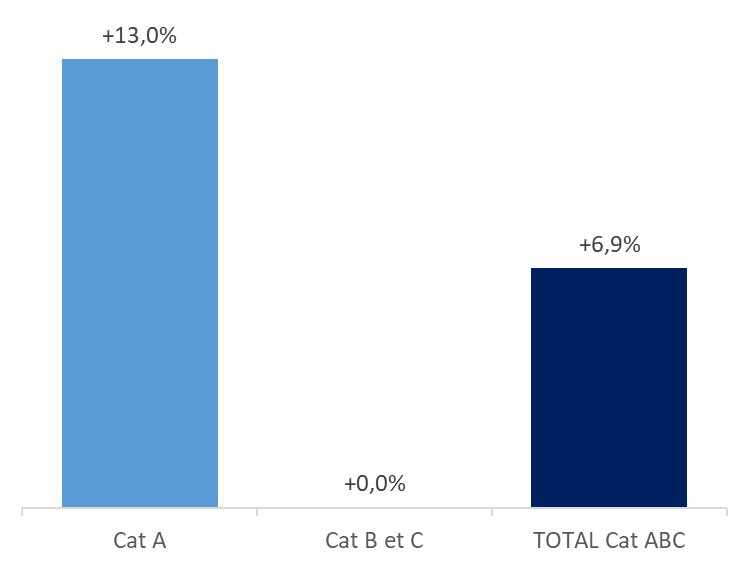 +13,0%
+6,9%
+0,0%
Cat A
Cat B et C
TOTAL Cat ABC